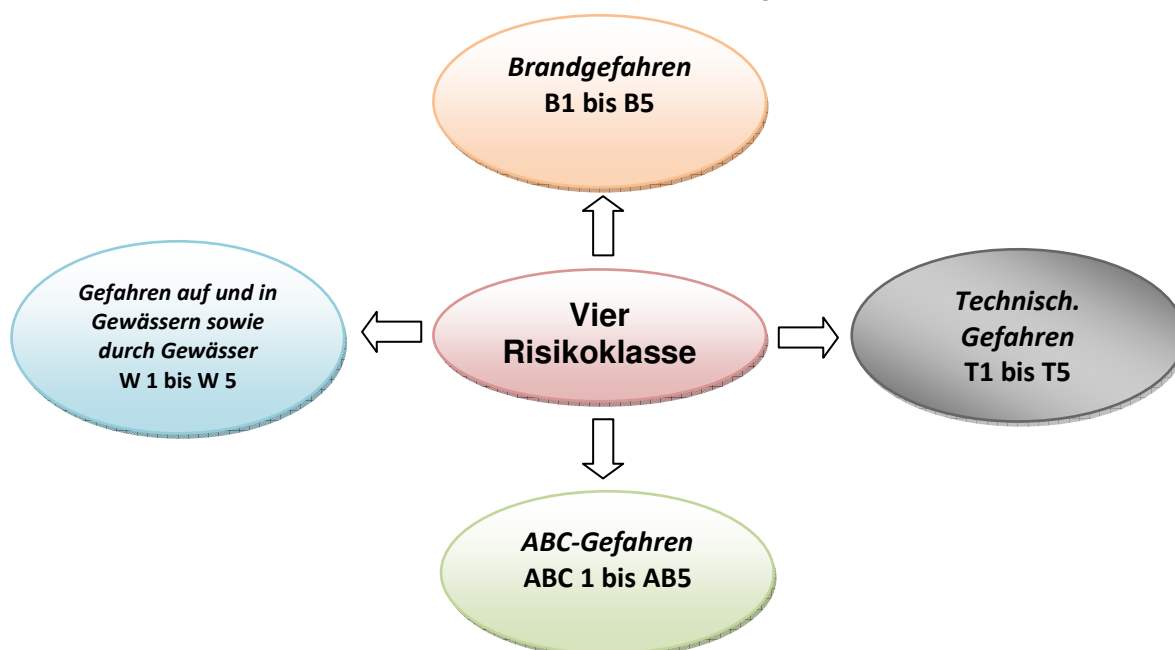 Brandgefahren
B1 bis B5
Gefahren auf und in
Gewässern sowie
durch Gewässer
W 1 bis W 5
Vier
Risikoklasse
Technisch.
Gefahren
T1 bis T5
ABC-Gefahren
ABC 1 bis AB5